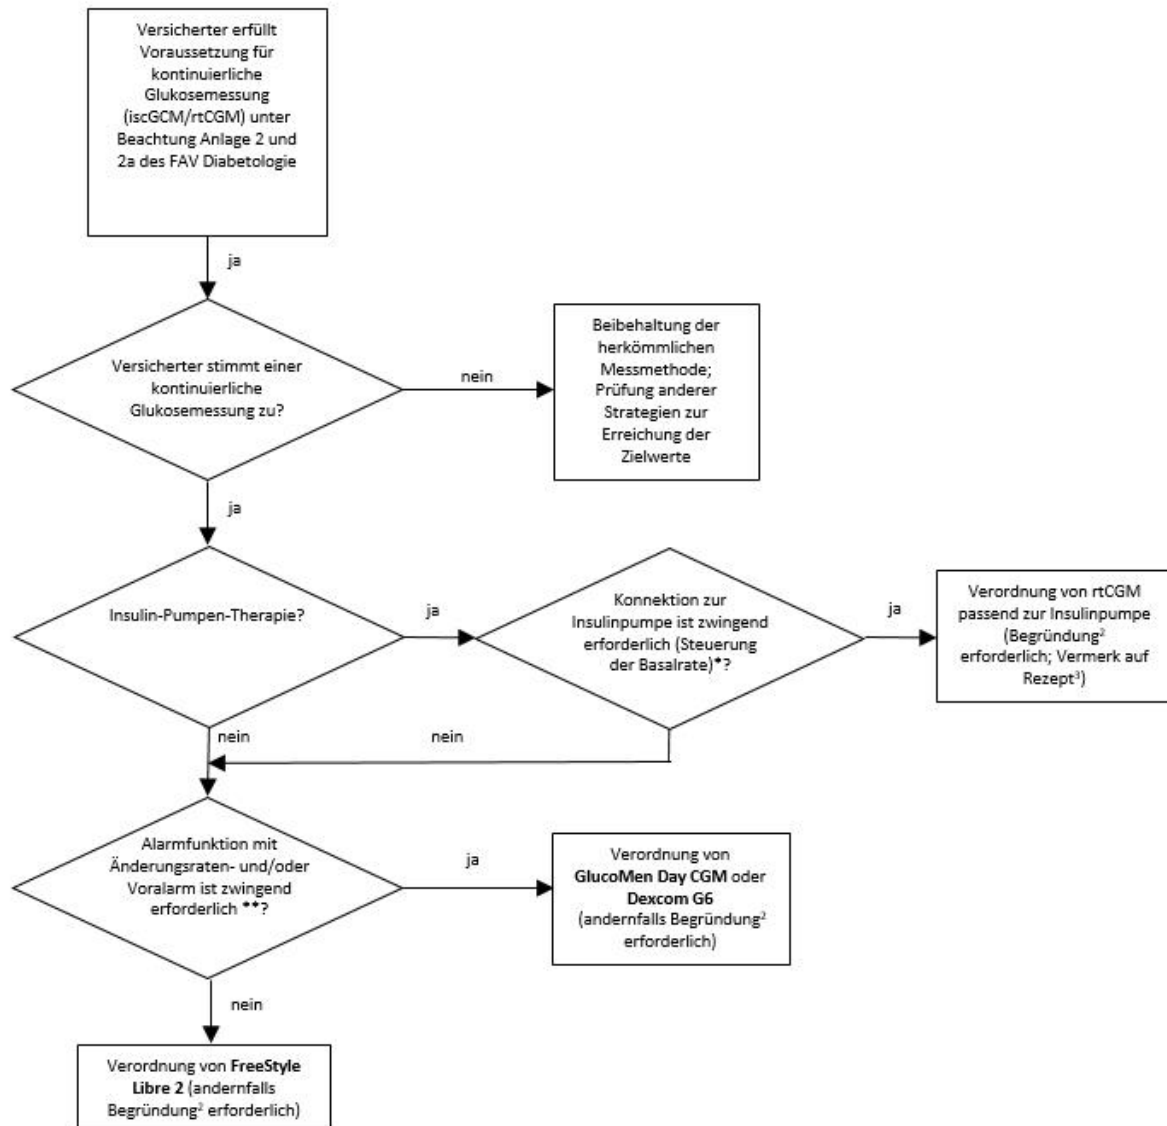 Versicherter erfüllt
Voraussetzung für
kontinuierliche
Glukosemessung
(iscGCM/rtCGM) unter
Beachtung Anlage 2 und
2a des FAV Diabetologie
ja
Versicherter stimmt einer
kontinuierliche
Glukosemessung zu?
nein
Beibehaltung der
herkömmlichen
Messmethode;
Prüfung anderer
Strategien zur
Erreichung der
Zielwerte
ja
Insulin-Pumpen-Therapie?
ja
Konnektion zur
Insulinpumpe ist zwingend
erforderlich (Steuerung
der Basalrate)*?
ja
Verordnung von rtCGM
passend zur Insulinpumpe
(Begründung²
erforderlich; Vermerk auf
Rezept³)
nein
nein
Alarmfunktion mit
Änderungsraten- und/oder
Voralarm ist zwingend
erforderlich **?
ja
Verordnung von
GlucoMen Day CGM oder
Dexcom G6
(andernfalls Begründung²
erforderlich)
nein
Verordnung von FreeStyle
Libre 2 (andernfalls
Begründung² erforderlich)